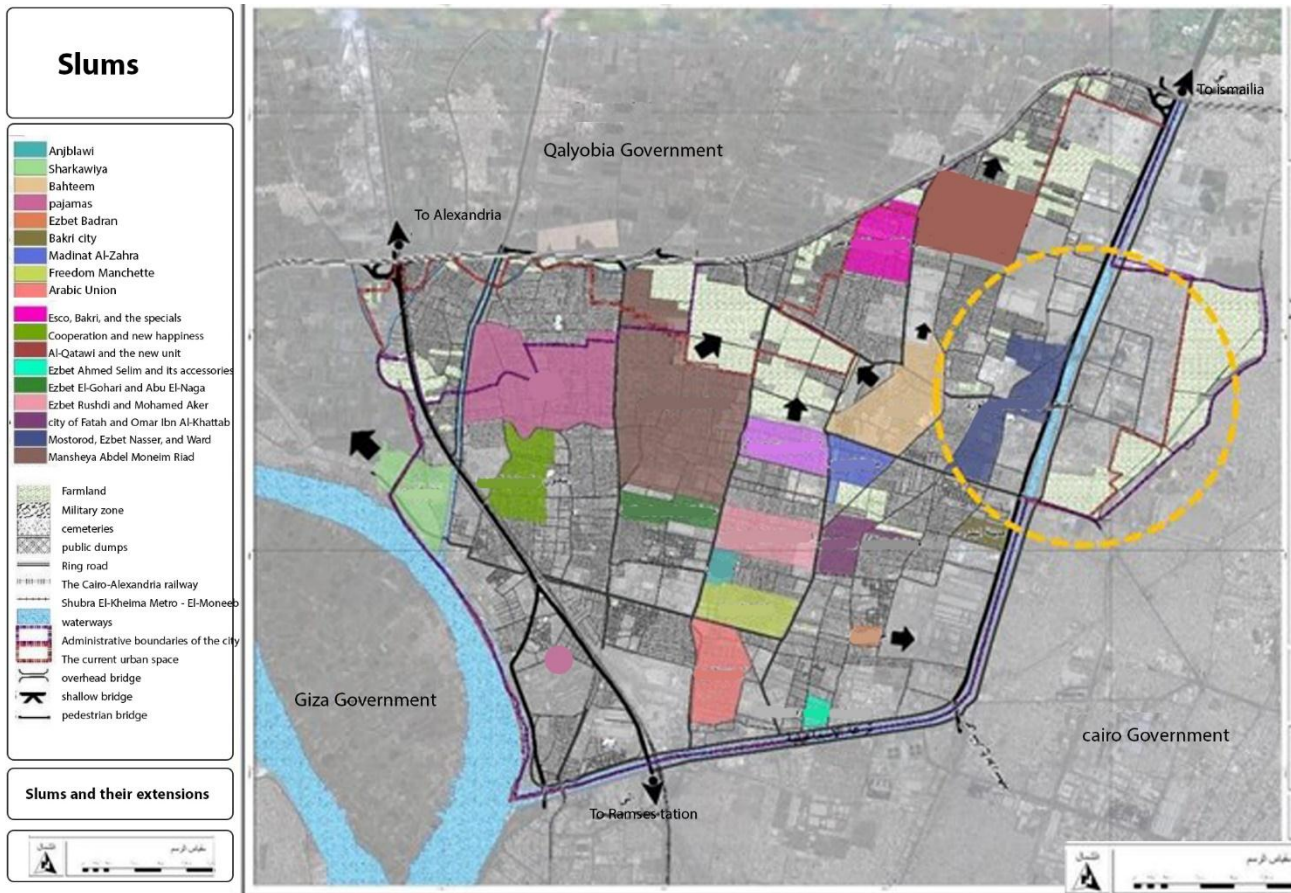 Slums
Anjblawi
Sharkawiya
Bahteem
pajamas
Ezbet Badran
Bakri city
Madinat Al-Zahra
Freedom Manchette
Arabic Union
Esco, Bakri, and the specials
Cooperation and new happiness
Al-Qatawi and the new unit
Ezbet Ahmed Selim and its accessories
Ezbet El-Gohari and Abu El-Naga
Ezbet Rushdi and Mohamed Aker
city of Fatah and Omar Ibn Al-Khattab
Mostorod, Ezbet Nasser, and Ward
Mansheya Abdel Moneim Riad
Farmland
Military zone
cemeteries
public dumps
Ring road
The Cairo-Alexandria railway
Shubra El-Kheima Metro - El-Moneeb
waterways
Administrative boundaries of the city
The current urban space
overhead bridge
shallow bridge
pedestrian bridge
Slums and their extensions
الشمال
مقياس الرسم
To ismailia
Qalyobia Government
To Alexandria
Giza Government
cairo Government
To Ramses tation
الشمال
مقياس الرسم